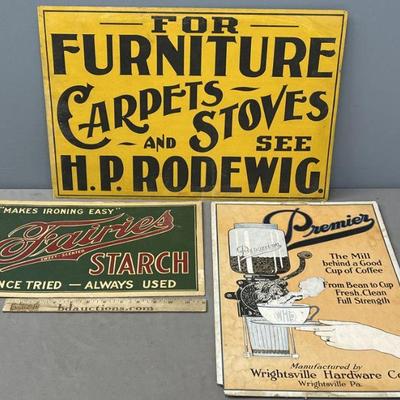 FOR
FURNITURE
CARPETS - STOVES
AND SEE
H.P. RODEWIG.
"MAKES IRONING EASY"
Fairies
SWEET SCENTED
STARCH
NCE TRIED — ALWAYS USED
bdauctions.com
Premier
The Mill
behind a Good
Cup of Coffee
From Bean to Cup
Fresh, Clean
Full Strength
Manufactured by
Wrightsville Hardware Co
Wrightsville Pa.